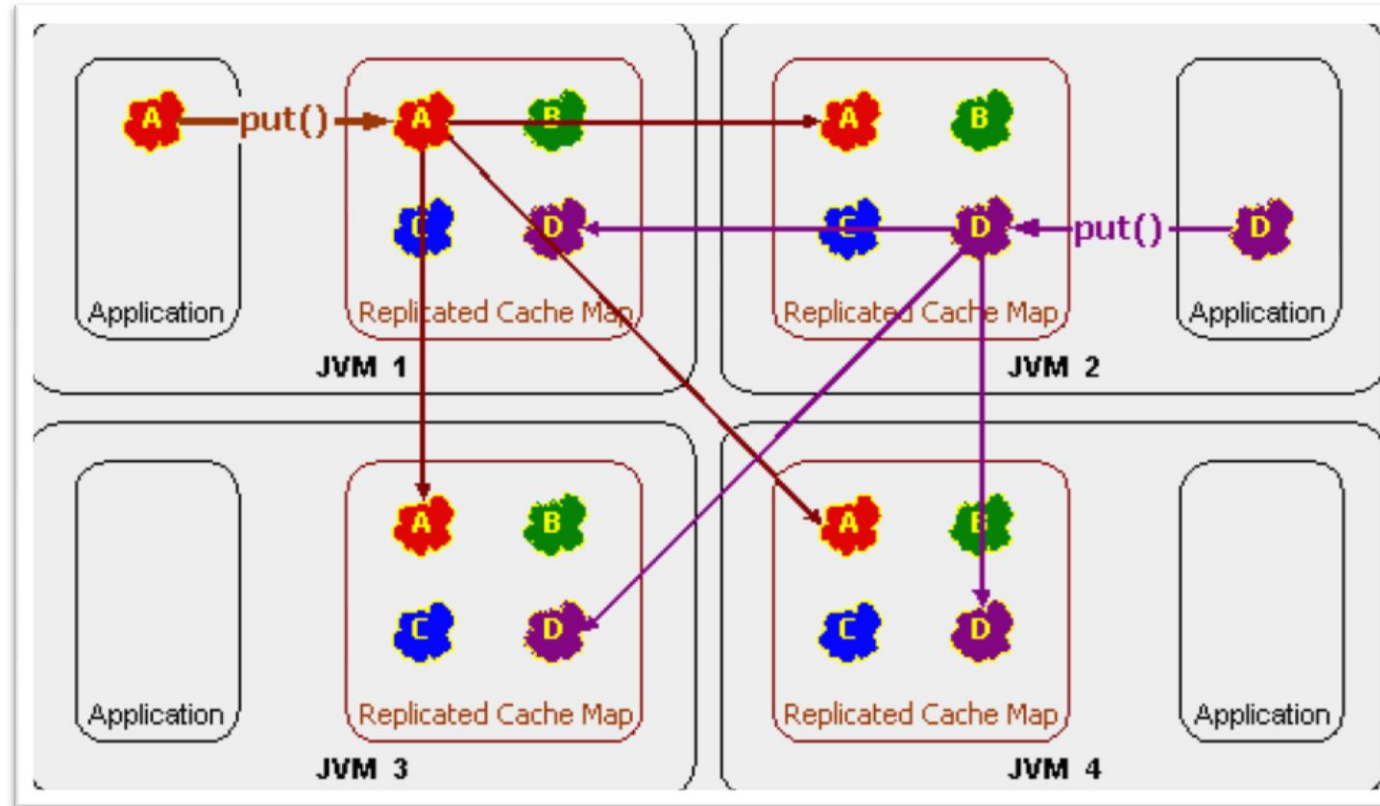 A put() A B A B
C D C D put() D
Application Replicated Cache Map Replicated Cache Map Application
JVM 1 JVM 2
A B A B
C D C D
Application Replicated Cache Map Replicated Cache Map Application
JVM 3 JVM 4